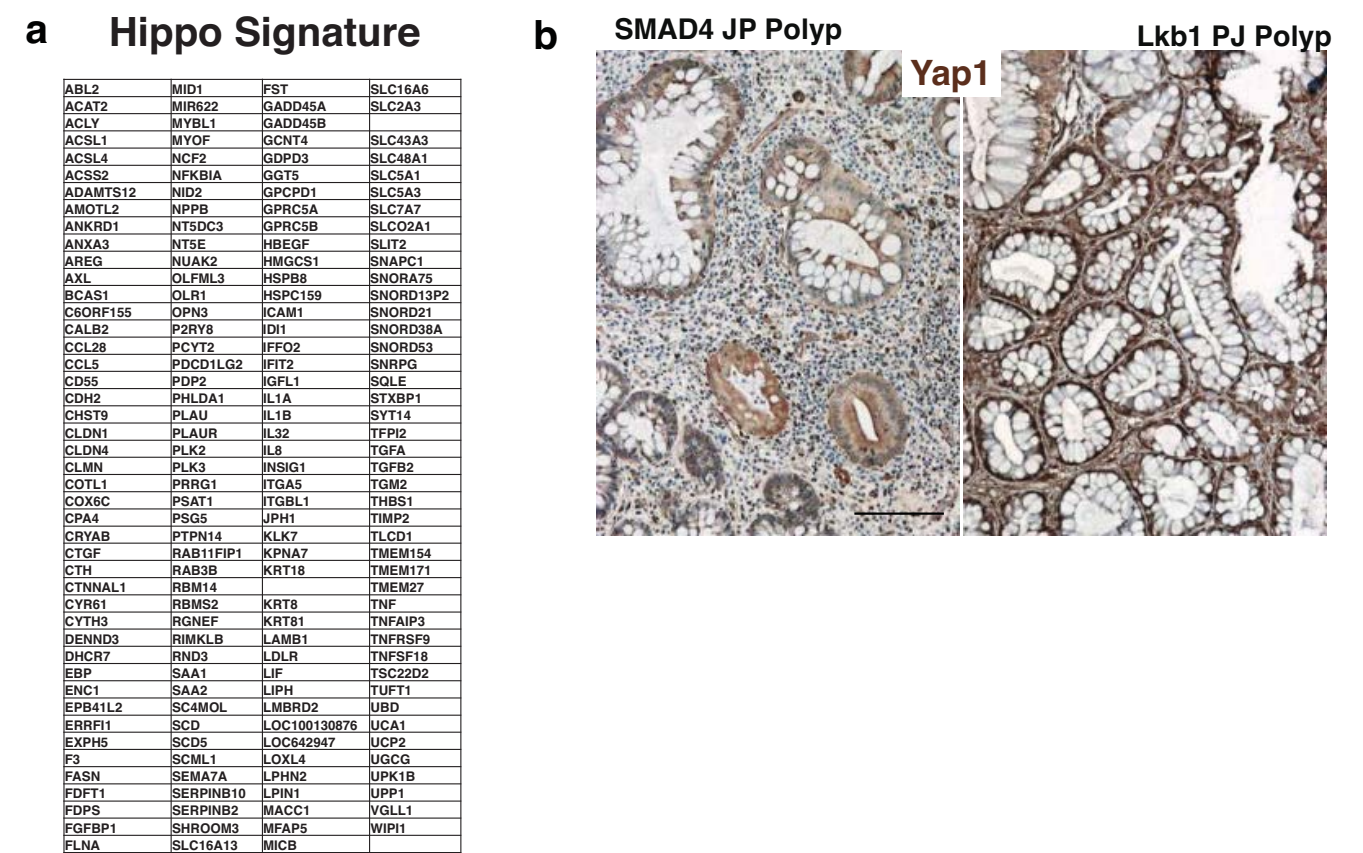 a Hippo Signature
b SMAD4 JP Polyp Lkb1 PJ Polyp
Yap1
ABL2 MID1 FST SLC16A6
ACAT2 MIR622 GADD45A SLC2A3
ACLY MYBL1 GADD45B
ACSL1 MYOF GCNT4 SLC43A3
ACSL4 NCF2 GDPD3 SLC48A1
ACSS2 NFKBIA GGT5 SLC5A1
ADAMTS12 NID2 GPCPD1 SLC5A3
AMOTL2 NPPB GPRC5A SLC7A7
ANKRD1 NT5DC3 GPRC5B SLCO2A1
ANXA3 NT5E HBEGF SLIT2
AREG NUAK2 HMGCS1 SNAPC1
AXL OLFML3 HSPB8 SNORA75
BCAS1 OLR1 HSPC159 SNORD13P2
C6ORF155 OPN3 ICAM1 SNORD21
CALB2 P2RY8 IDI1 SNORD38A
CCL28 PCYT2 IFFO2 SNORD53
CCL5 PDCD1LG2 IFIT2 SNRPG
CD55 PDP2 IGFL1 SQLE
CDH2 PHLDA1 IL1A STXBP1
CHST9 PLAU IL1B SYT14
CLDN1 PLAUR IL32 TFPI2
CLDN4 PLK2 IL8 TGFA
CLMN PLK3 INSIG1 TGFB2
COTL1 PRRG1 ITGA5 TGM2
COX6C PSAT1 ITGBL1 THBS1
CPA4 PSG5 JPH1 TIMP2
CRYAB PTPN14 KLK7 TLCD1
CTGF RAB11FIP1 KPNA7 TMEM154
CTH RAB3B KRT18 TMEM171
CTNNAL1 RBM14 TMEM27
CYR61 RBMS2 KRT8 TNF
CYTH3 RGNEF KRT81 TNFAIP3
DENND3 RIMKLB LAMB1 TNFRSF9
DHCR7 RND3 LDLR TNFSF18
EBP SAA1 LIF TSC22D2
ENC1 SAA2 LIPH TUFT1
EPB41L2 SC4MOL LMBRD2 UBD
ERRFI1 SCD LOC100130876 UCA1
EXPH5 SCD5 LOC642947 UCP2
F3 SCML1 LOXL4 UGCG
FASN SEMA7A LPHN2 UPK1B
FDFT1 SERPINB10 LPIN1 UPP1
FDPS SERPINB2 MACC1 VGLL1
FGFBP1 SHROOM3 MFAP5 WIPI1
FLNA SLC16A13 MICB